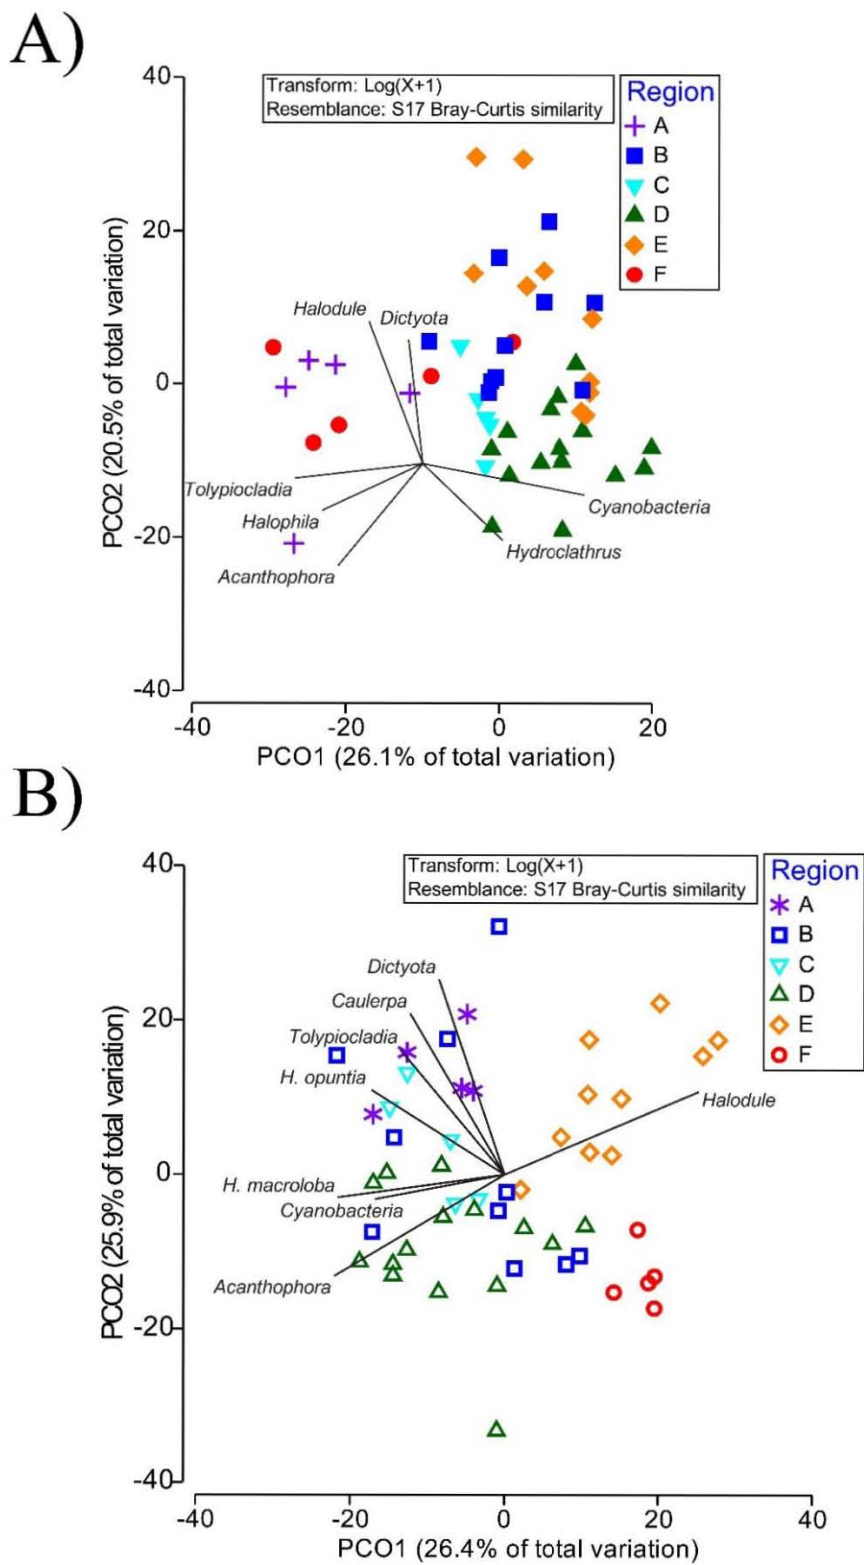 A)
Transform: Log(X+1)
Resemblance: S17 Bray-Curtis similarity
Region
A
B
C
D
E
F
40
20
0
-20
-40
PCO2 (20.5% of total variation)
Halodule
Dictyota
Tolypiocladia
Halophila
Acanthophora
Cyanobacteria
Hydroclathrus
-40
-20
0
20
PCO1 (26.1% of total variation)
B)
Transform: Log(X+1)
Resemblance: S17 Bray-Curtis similarity
Region
A
B
C
D
E
F
40
20
0
-20
-40
PCO2 (25.9% of total variation)
Dictyota
Caulerpa
Tolypiocladia
H. opuntia
Halodule
H. macroloba
Cyanobacteria
Acanthophora
-40
-20
0
20
40
PCO1 (26.4% of total variation)